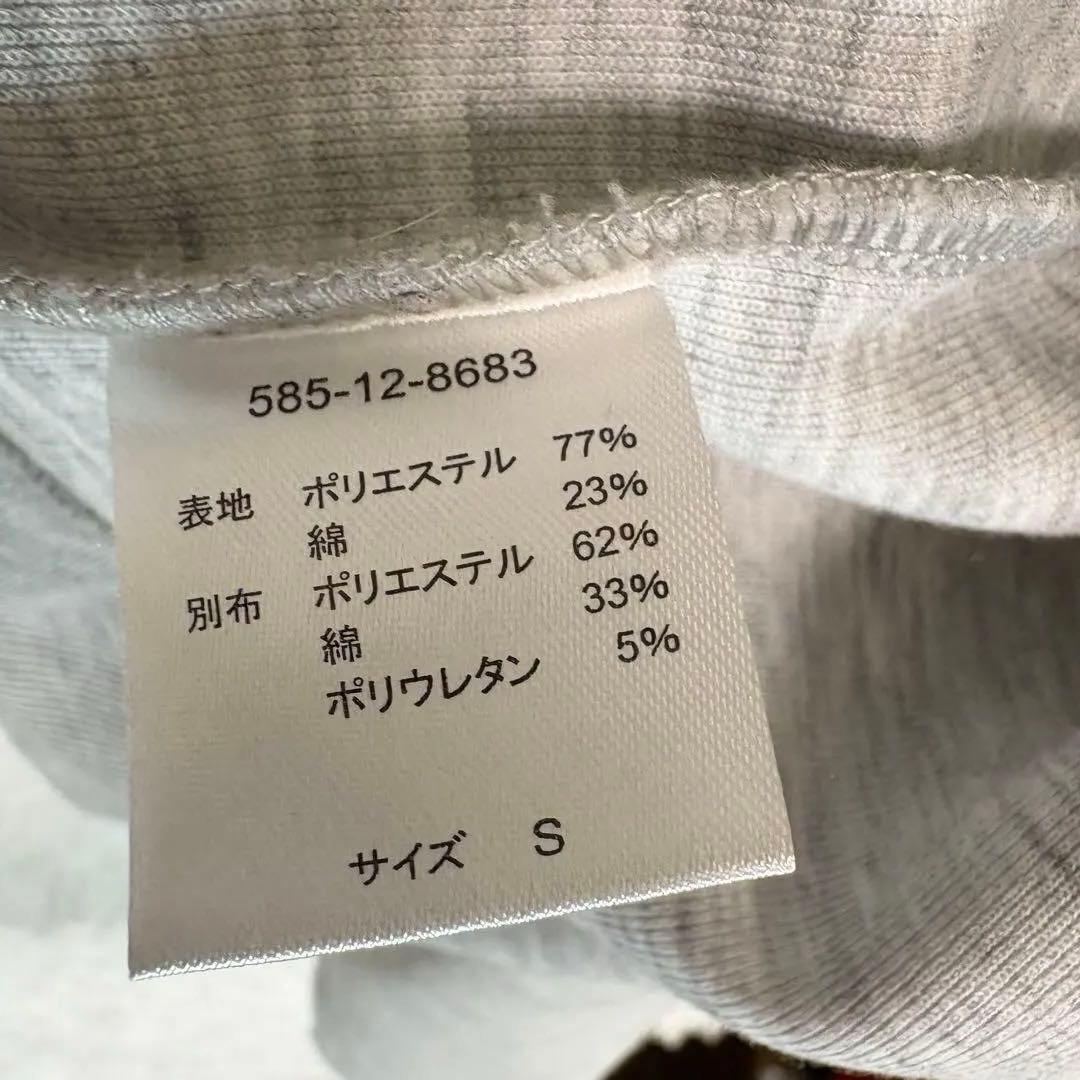 585-12-8683
表地 ポリエステル 77%
綿 23%
別布 ポリエステル 62%
綿 33%
ポリウレタン 5%
サイズ S